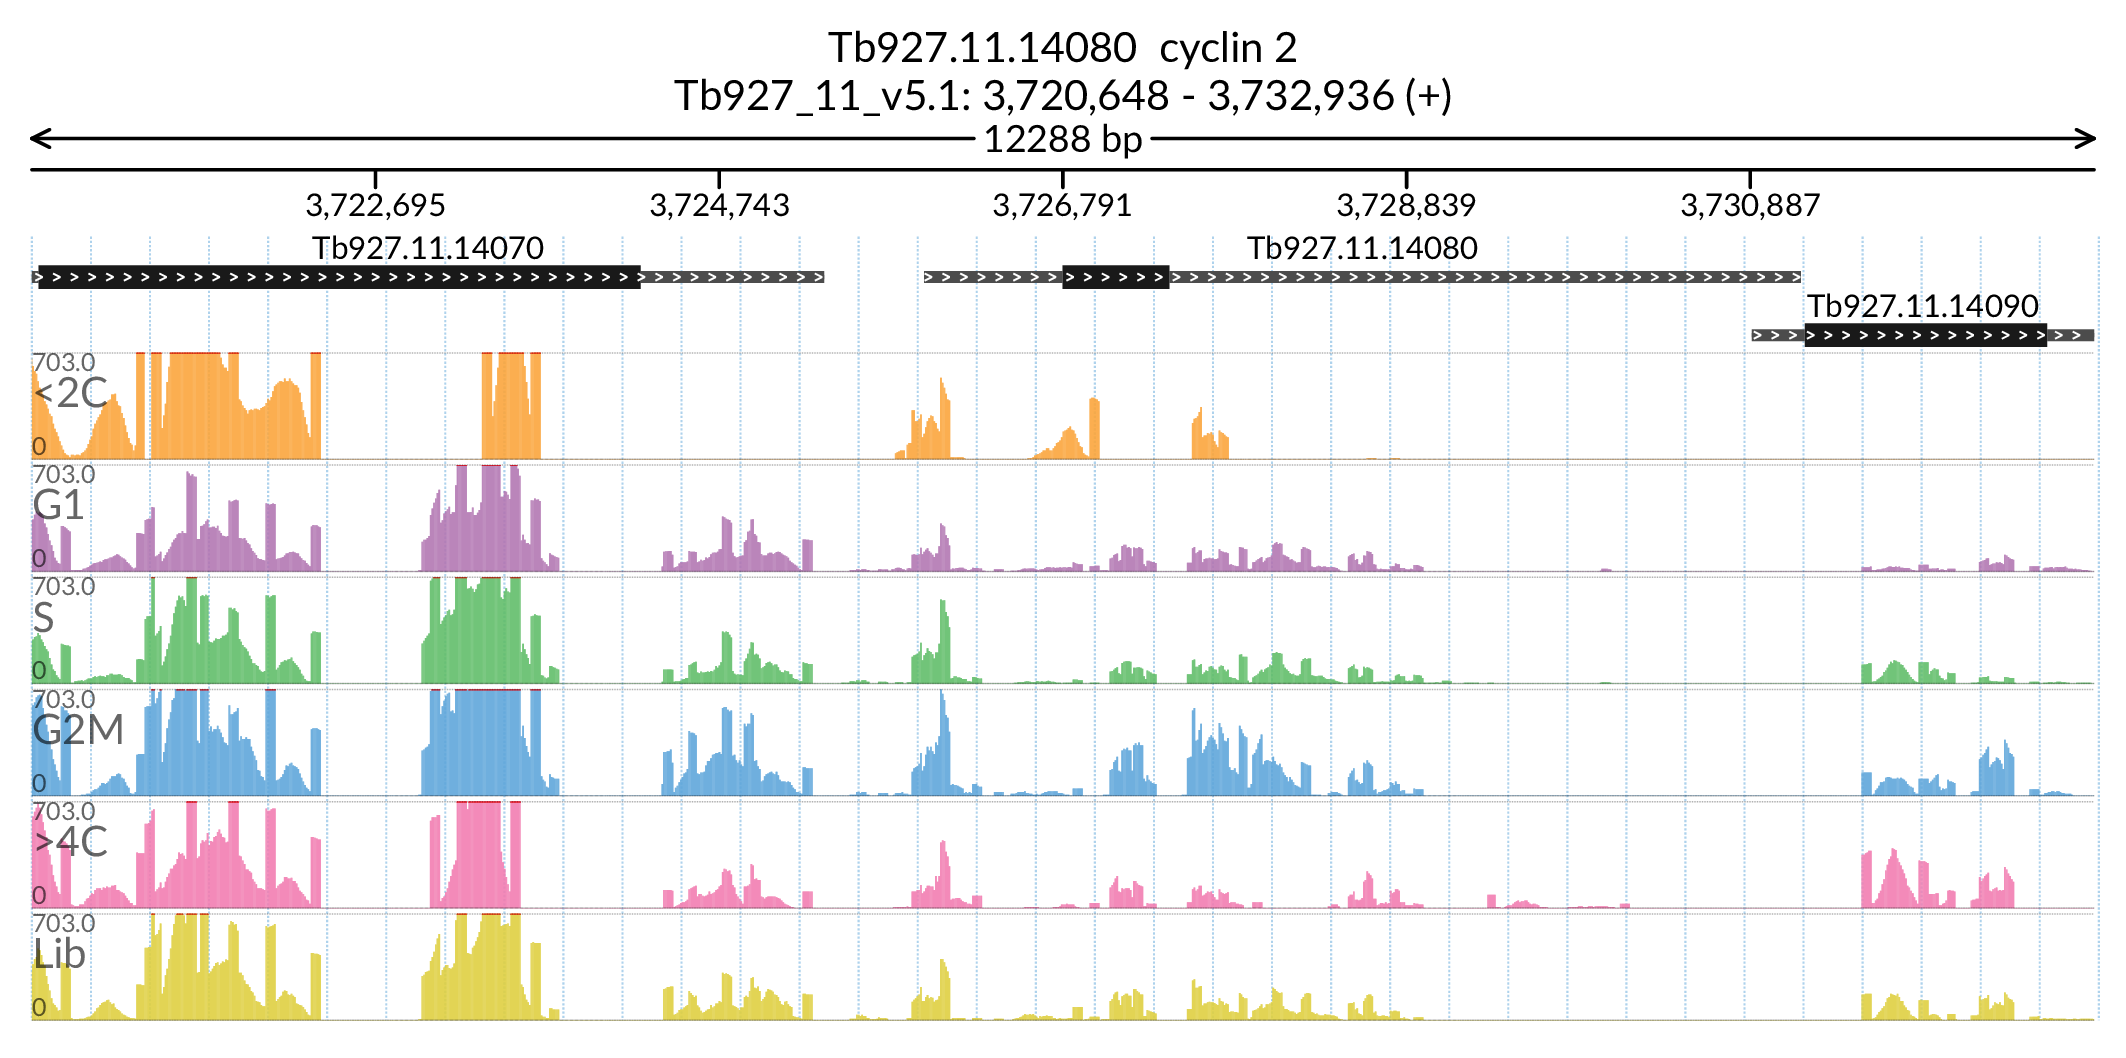 Tb927.11.14080  cyclin 2
Tb927_11_v5.1: 3,720,648 - 3,732,936 (+)
12288 bp
3,722,695 3,724,743 3,726,791 3,728,839 3,730,887
Tb927.11.14070 Tb927.11.14080
Tb927.11.14090
703.0
<2C
0
703.0
G1
0
703.0
S
0
703.0
G2M
0
703.0
>4C
0
703.0
Lib
0